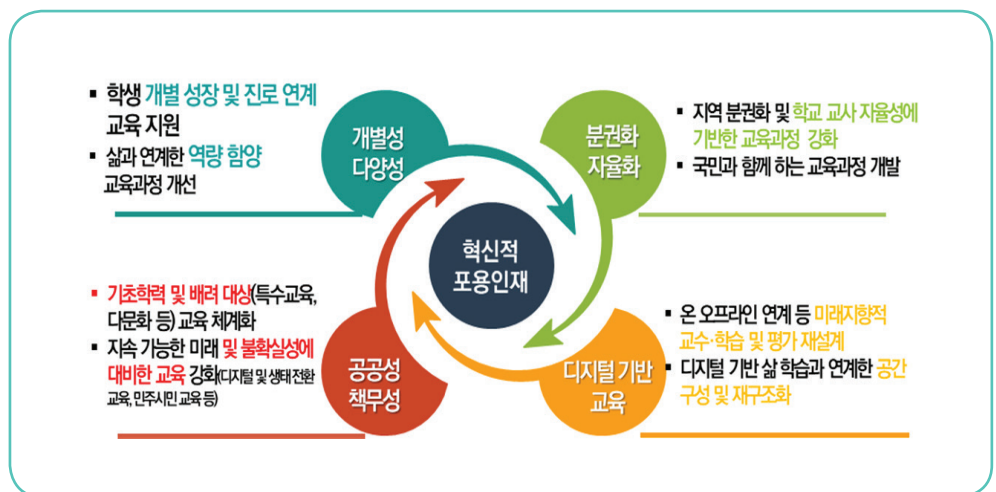 ▪ 학생 개별 성장 및 진로 연계
교육 지원
▪ 삶과 연계한 역량 함양
교육과정 개선
개별성
다양성
분권화
자율화
▪ 지역 분권화 및 학교 교사 자율성에
기반한 교육과정 강화
▪ 국민과 함께 하는 교육과정 개발
혁신적
포용인재
▪ 기초학력 및 배려 대상(특수교육,
다문화 등) 교육 체계화
▪ 지속 가능한 미래 및 불확실성에
대비한 교육 강화(디지털 및 생태 전환
교육, 민주시민 교육 등)
공공성
책무성
디지털 기반
교육
▪ 온 오프라인 연계 등 미래지향적
교수·학습 및 평가 재설계
▪ 디지털 기반 삶 학습과 연계한 공간
구성 및 재구조화